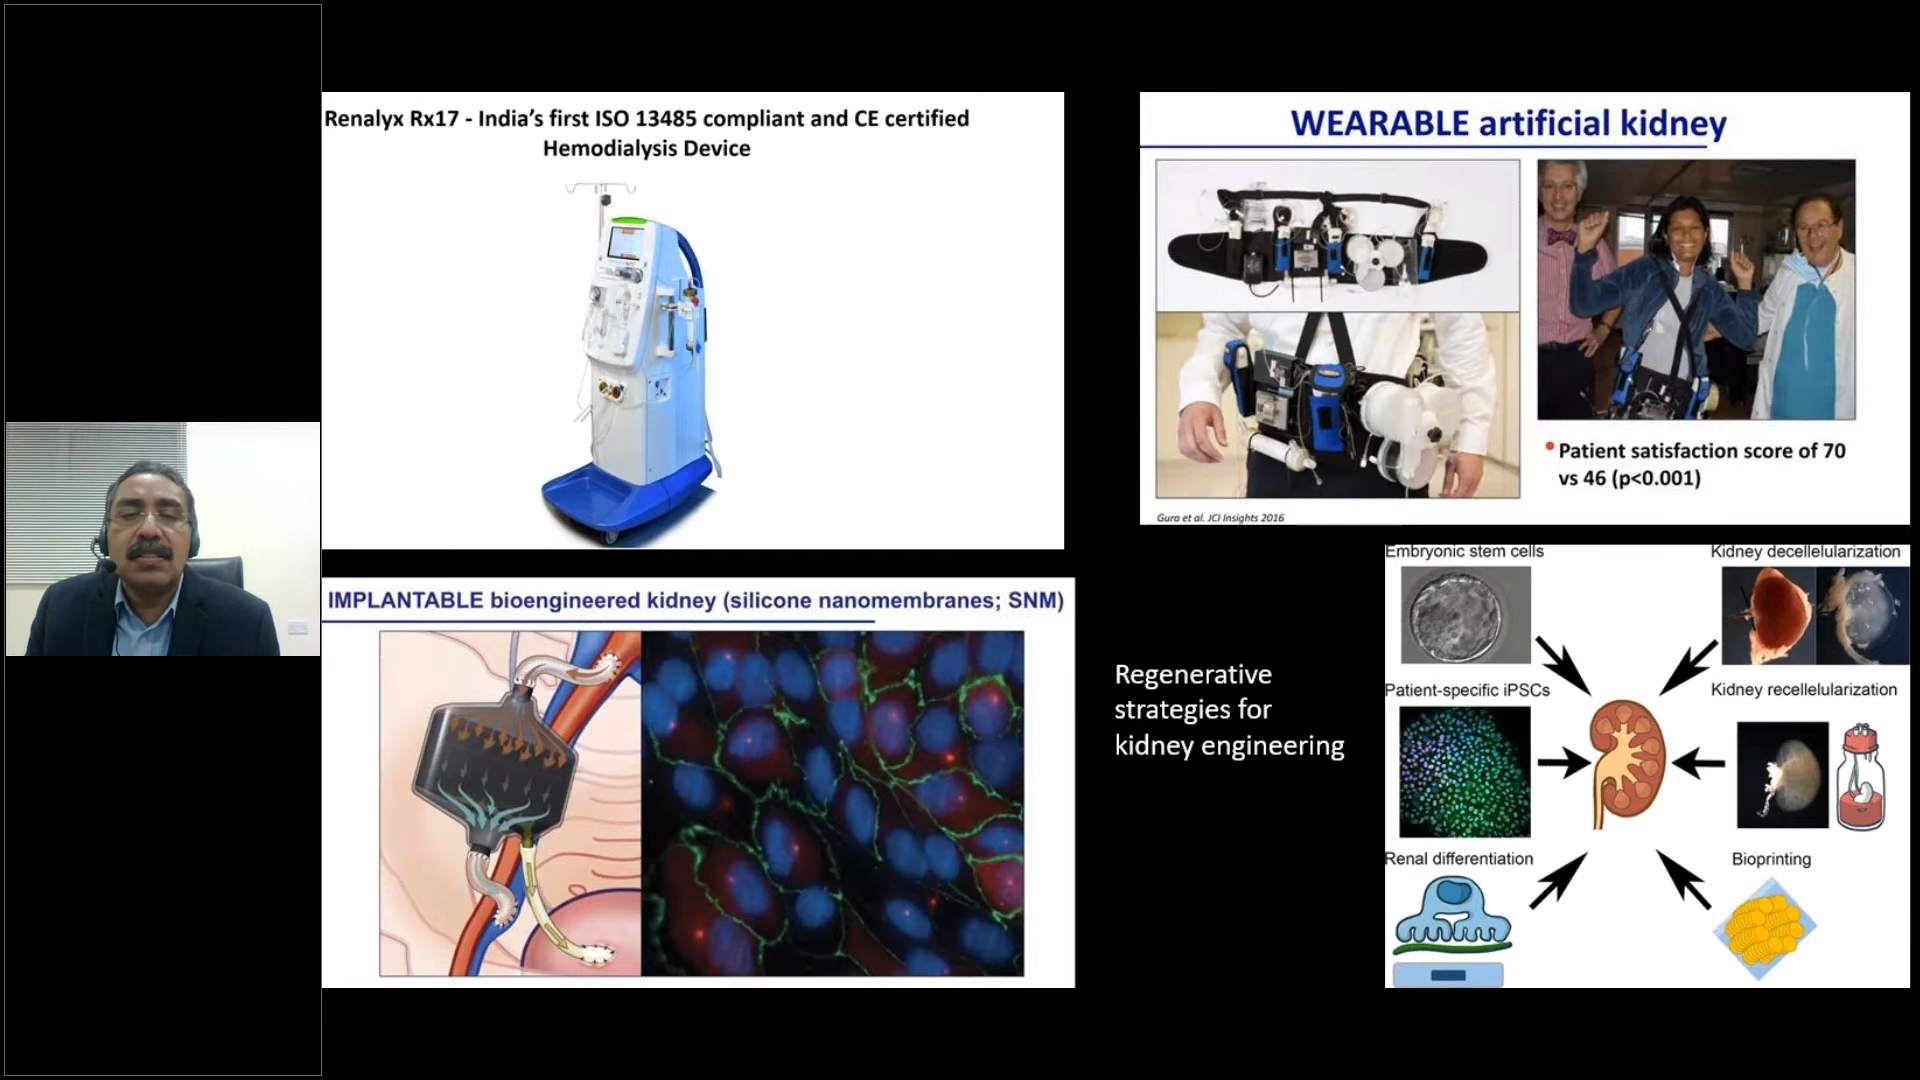 Renalyx Rx17 - India's first ISO 13485 compliant and CE certified
Hemodialysis Device
WEARABLE artificial kidney
• Patient satisfaction score of 70
vs 46 (p<0.001)
Gura et al. JCI Insights 2016
IMPLANTABLE bioengineered kidney (silicone nanomembranes; SNM)
Regenerative
strategies for
kidney engineering
Embryonic stem cells
Kidney decellelularization
Patient-specific iPSCs
Kidney recellelularization
Renal differentiation
Bioprinting